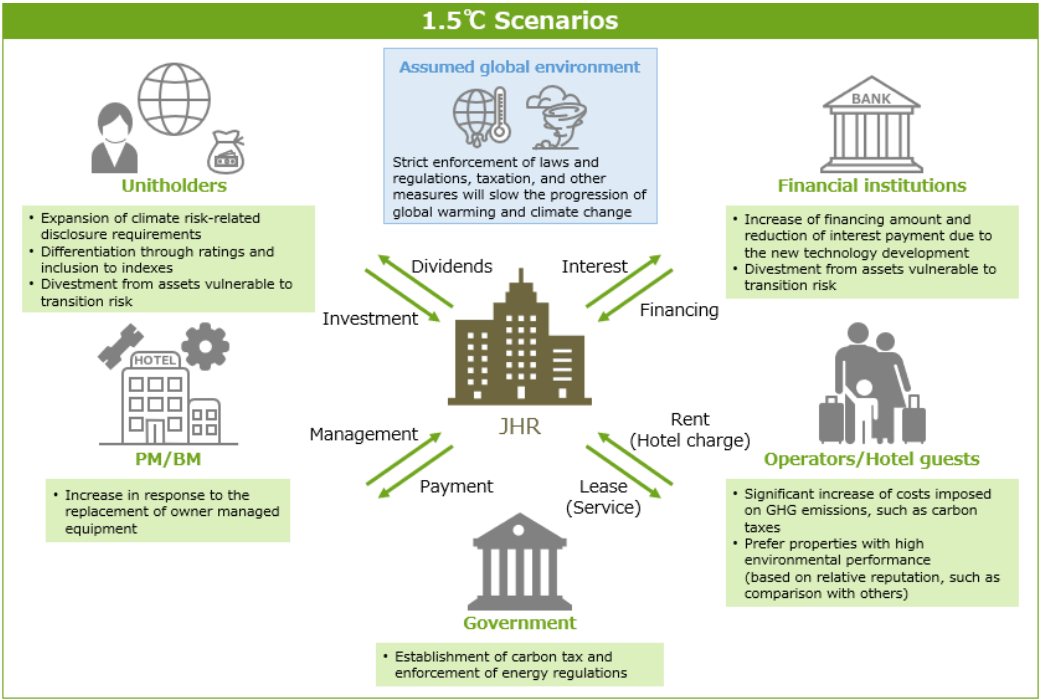 1.5℃ Scenarios
Assumed global environment
Strict enforcement of laws and
regulations, taxation, and other
measures will slow the progression of
global warming and climate change
Unitholders
• Expansion of climate risk-related
disclosure requirements
• Differentiation through ratings and
inclusion to indexes
• Divestment from assets vulnerable to
transition risk
BANK
Financial institutions
• Increase of financing amount and
reduction of interest payment due to
the new technology development
• Divestment from assets vulnerable to
transition risk
Dividends
Investment
Interest
Financing
JHR
HOTEL
PM/BM
• Increase in response to the
replacement of owner managed
equipment
Management
Payment
Rent
(Hotel charge)
Lease
(Service)
Operators/Hotel guests
• Significant increase of costs imposed
on GHG emissions, such as carbon
taxes
• Prefer properties with high
environmental performance
(based on relative reputation, such as
comparison with others)
Government
• Establishment of carbon tax and
enforcement of energy regulations